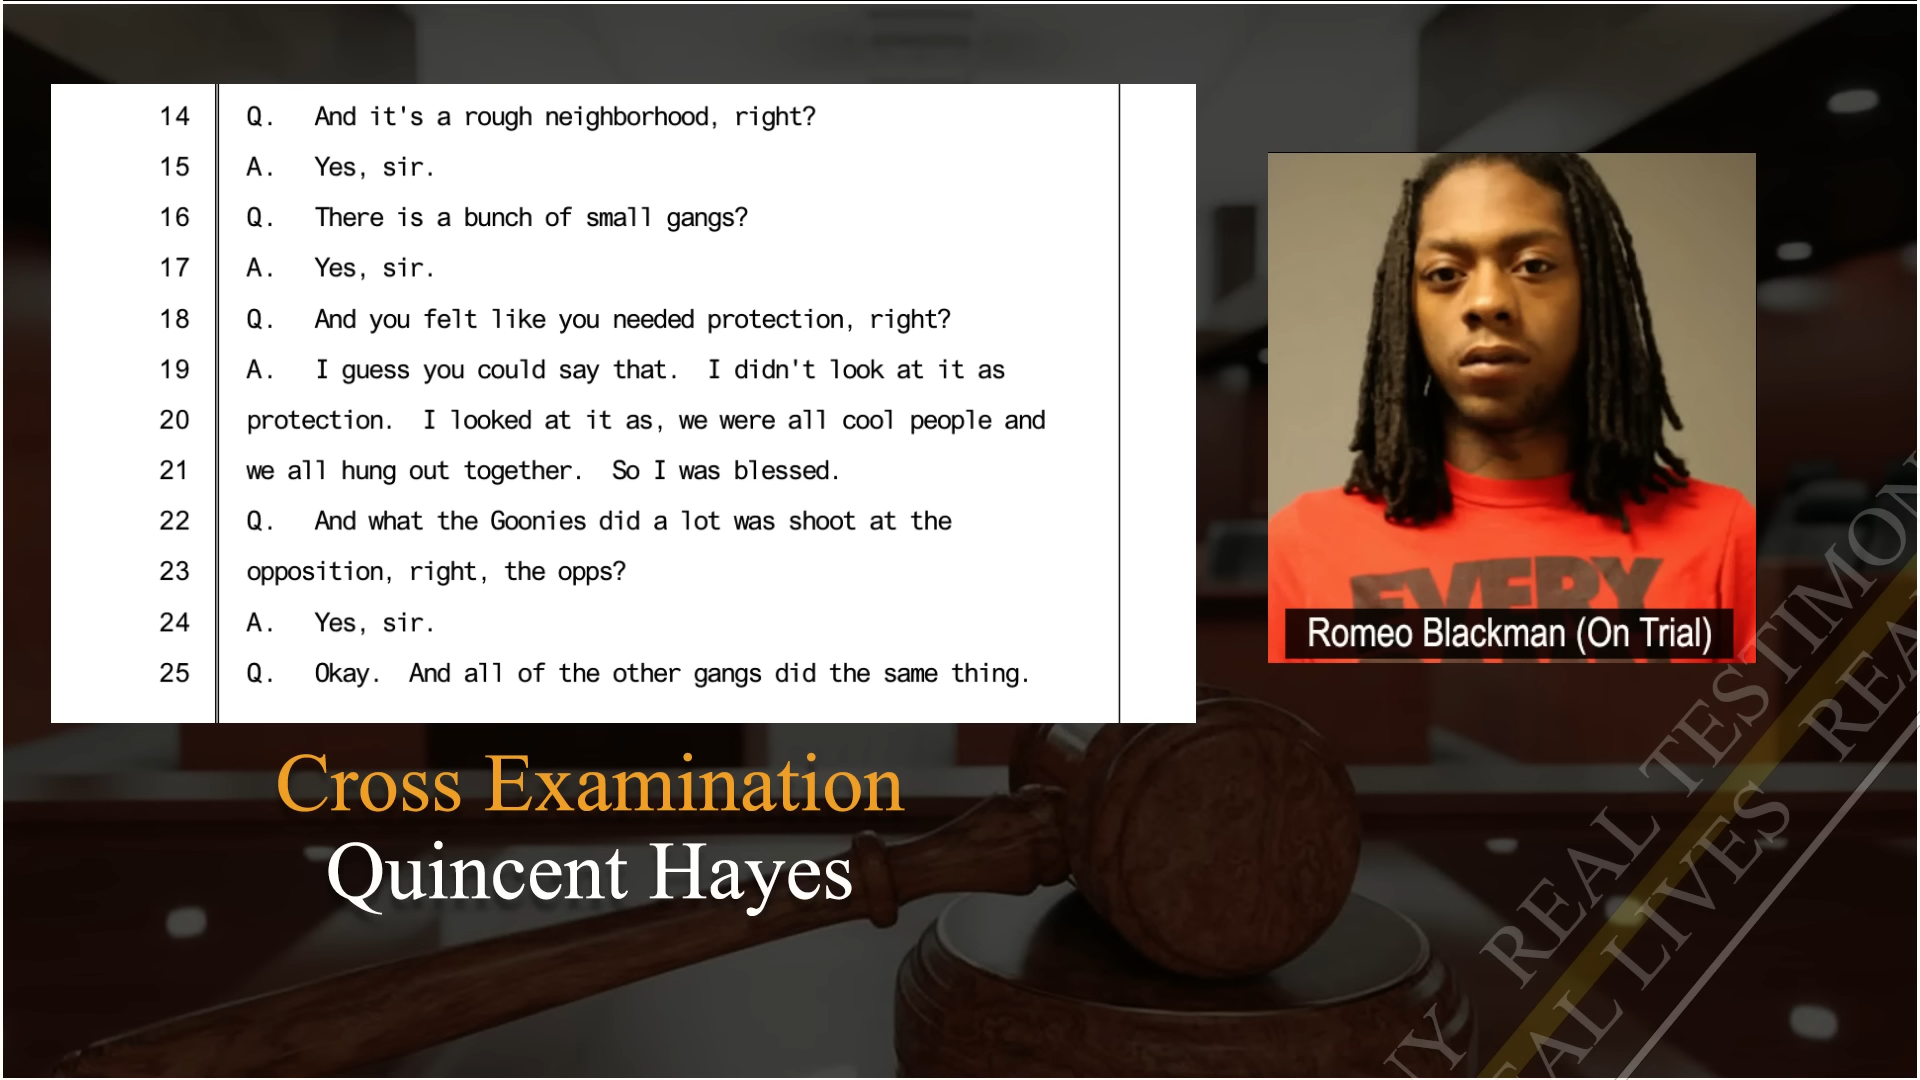 14 Q. And it's a rough neighborhood, right?
15 A. Yes, sir.
16 Q. There is a bunch of small gangs?
17 A. Yes, sir.
18 Q. And you felt like you needed protection, right?
19 A. I guess you could say that. I didn't look at it as
20 protection. I looked at it as, we were all cool people and
21 we all hung out together. So I was blessed.
22 Q. And what the Goonies did a lot was shoot at the
23 opposition, right, the opps?
24 A. Yes, sir.
25 Q. Okay. And all of the other gangs did the same thing.
EVERY
Romeo Blackman (On Trial)
Cross Examination
Quincent Hayes
REAL TESTIMON
REAL LIVES REA